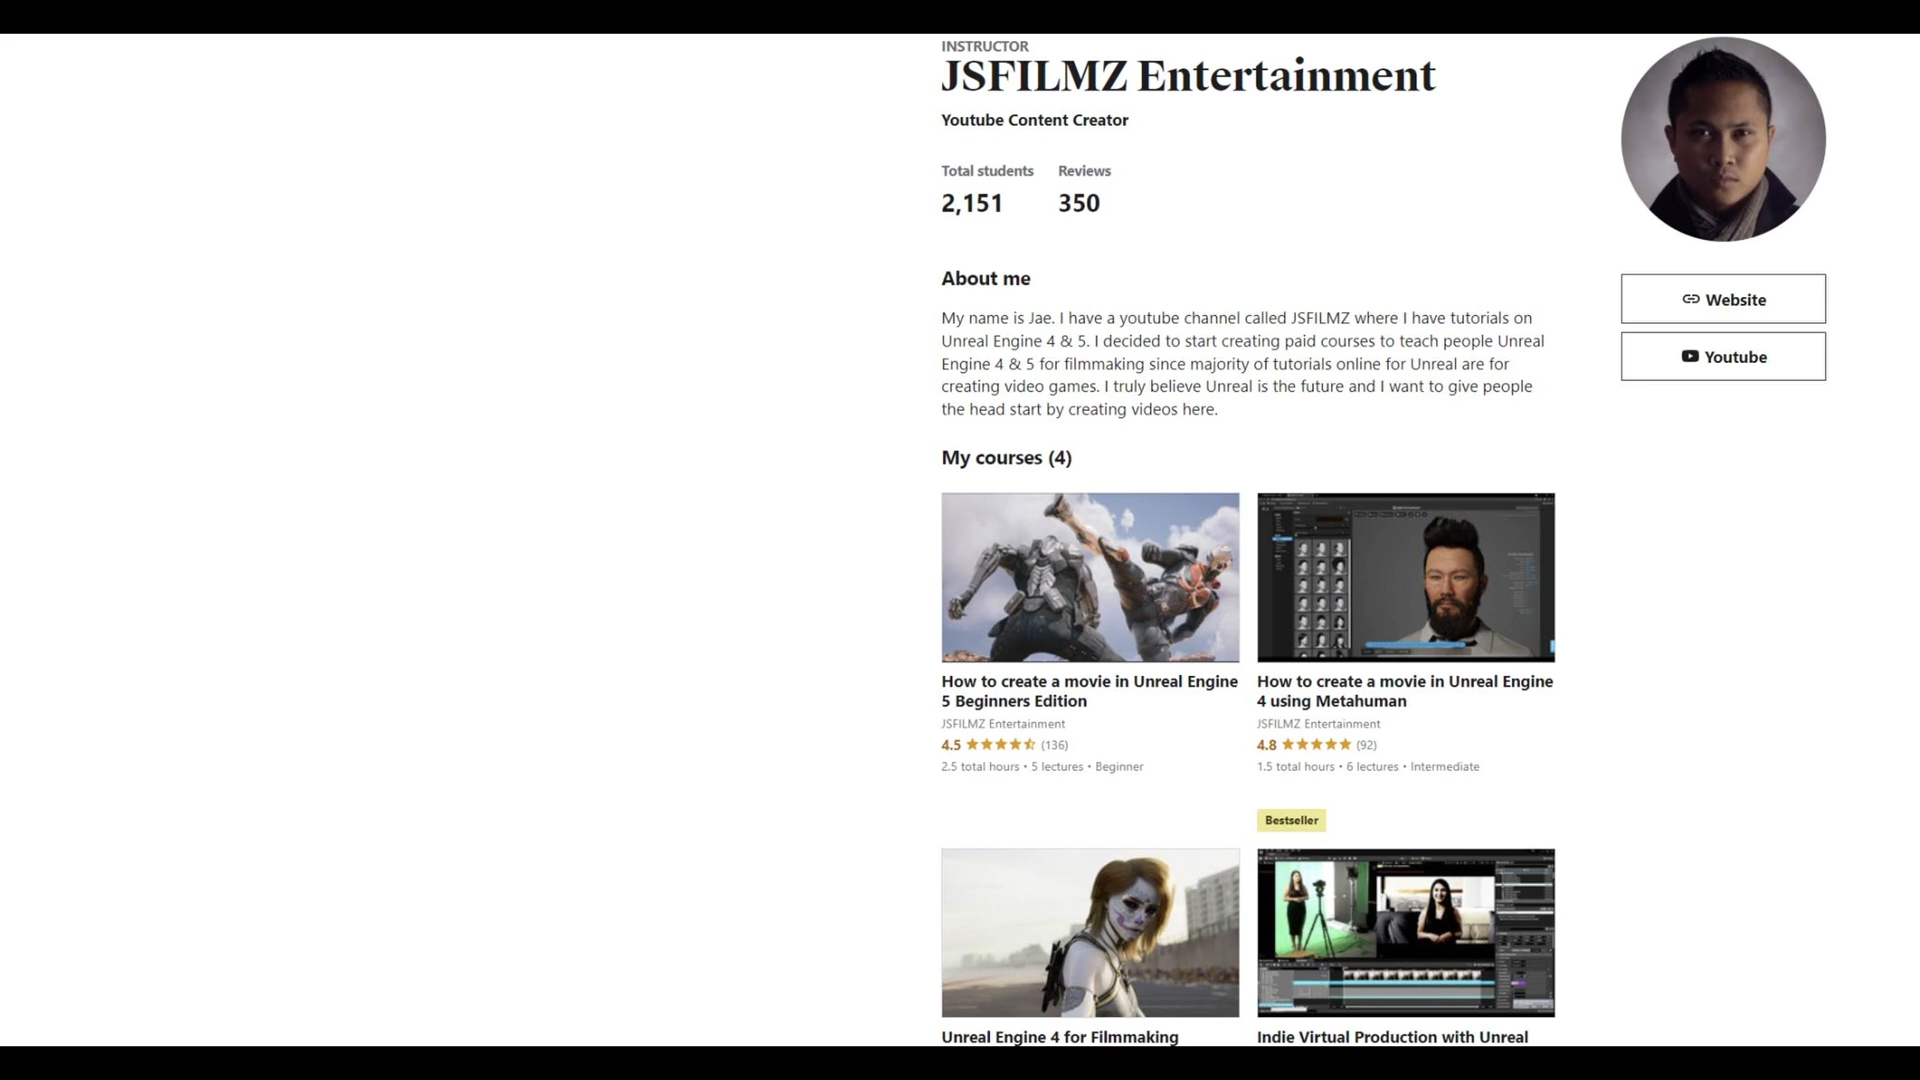 INSTRUCTOR
JSFILMZ Entertainment
Youtube Content Creator
Total students
Reviews
2,151
350
Website
Youtube
About me
My name is Jae. I have a youtube channel called JSFILMZ where I have tutorials on
Unreal Engine 4 & 5. I decided to start creating paid courses to teach people Unreal
Engine 4 & 5 for filmmaking since majority of tutorials online for Unreal are for
creating video games. I truly believe Unreal is the future and I want to give people
the head start by creating videos here.
My courses (4)
How to create a movie in Unreal Engine
5 Beginners Edition
JSFILMZ Entertainment
4.5 (136)
2.5 total hours • 5 lectures • Beginner
How to create a movie in Unreal Engine
4 using Metahuman
JSFILMZ Entertainment
4.8 (92)
1.5 total hours • 6 lectures • Intermediate
Bestseller
Unreal Engine 4 for Filmmaking
Indie Virtual Production with Unreal